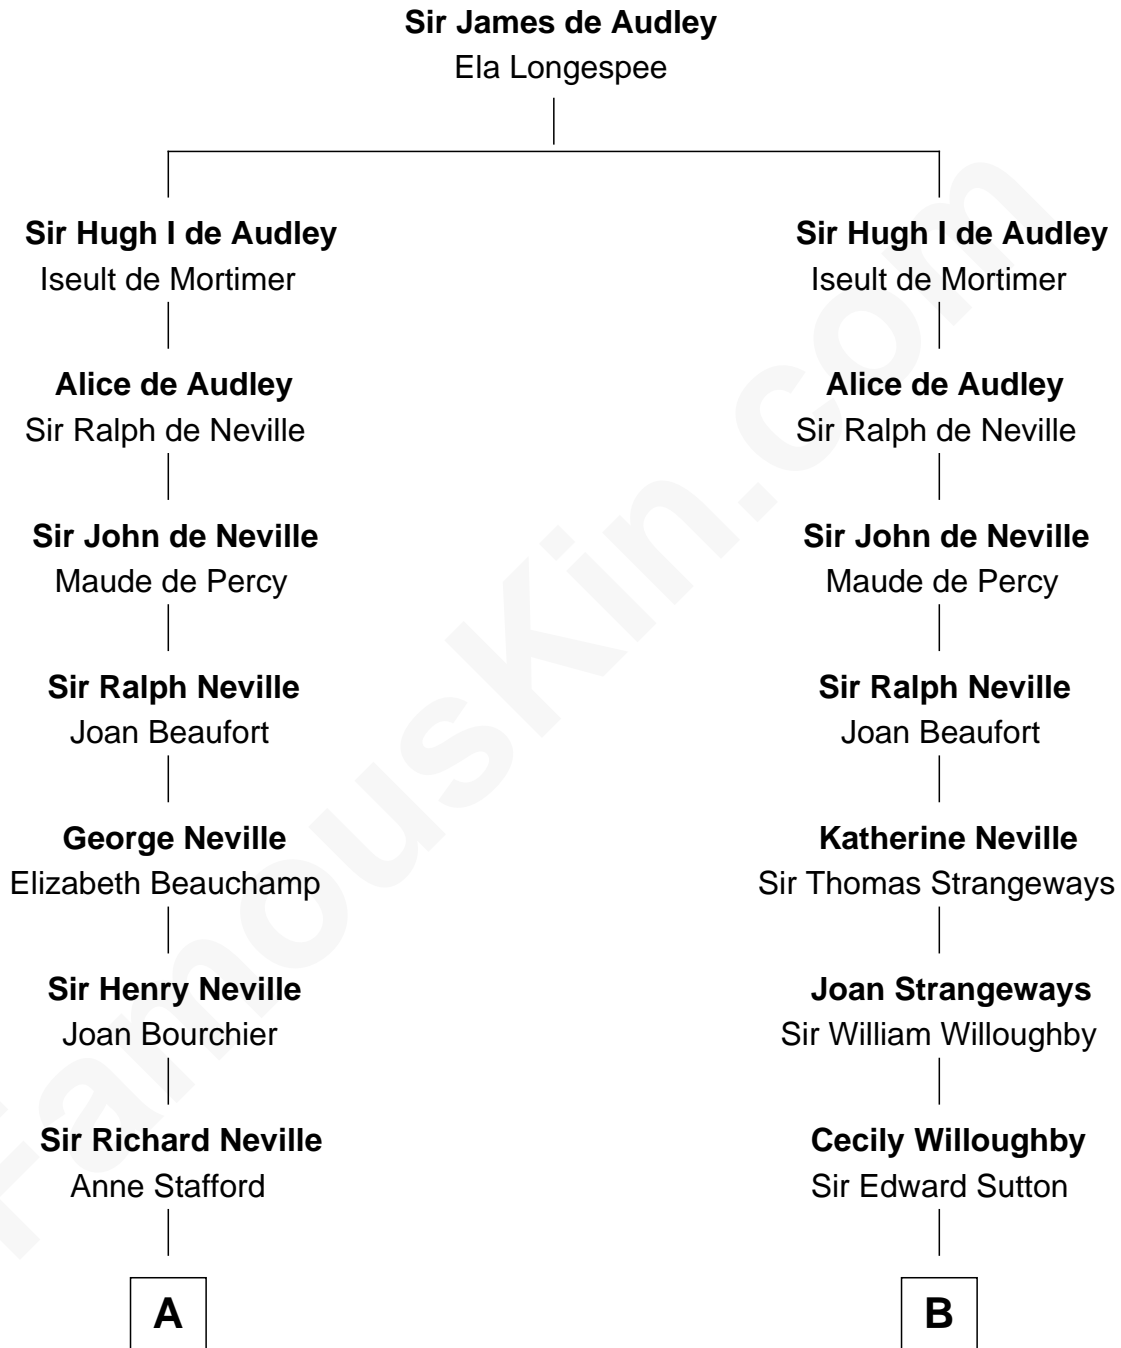 Sir James de Audley
Ela Longespee
Sir Hugh I de Audley
Iseult de Mortimer
Sir Hugh I de Audley
Iseult de Mortimer
Alice de Audley
Sir Ralph de Neville
Alice de Audley
Sir Ralph de Neville
Sir John de Neville
Maude de Percy
Sir John de Neville
Maude de Percy
Sir Ralph Neville
Joan Beaufort
Sir Ralph Neville
Joan Beaufort
George Neville
Elizabeth Beauchamp
Katherine Neville
Sir Thomas Strangeways
Sir Henry Neville
Joan Bourchier
Joan Strangeways
Sir William Willoughby
Sir Richard Neville
Anne Stafford
Cecily Willoughby
Sir Edward Sutton
A
B
FamousKin.com